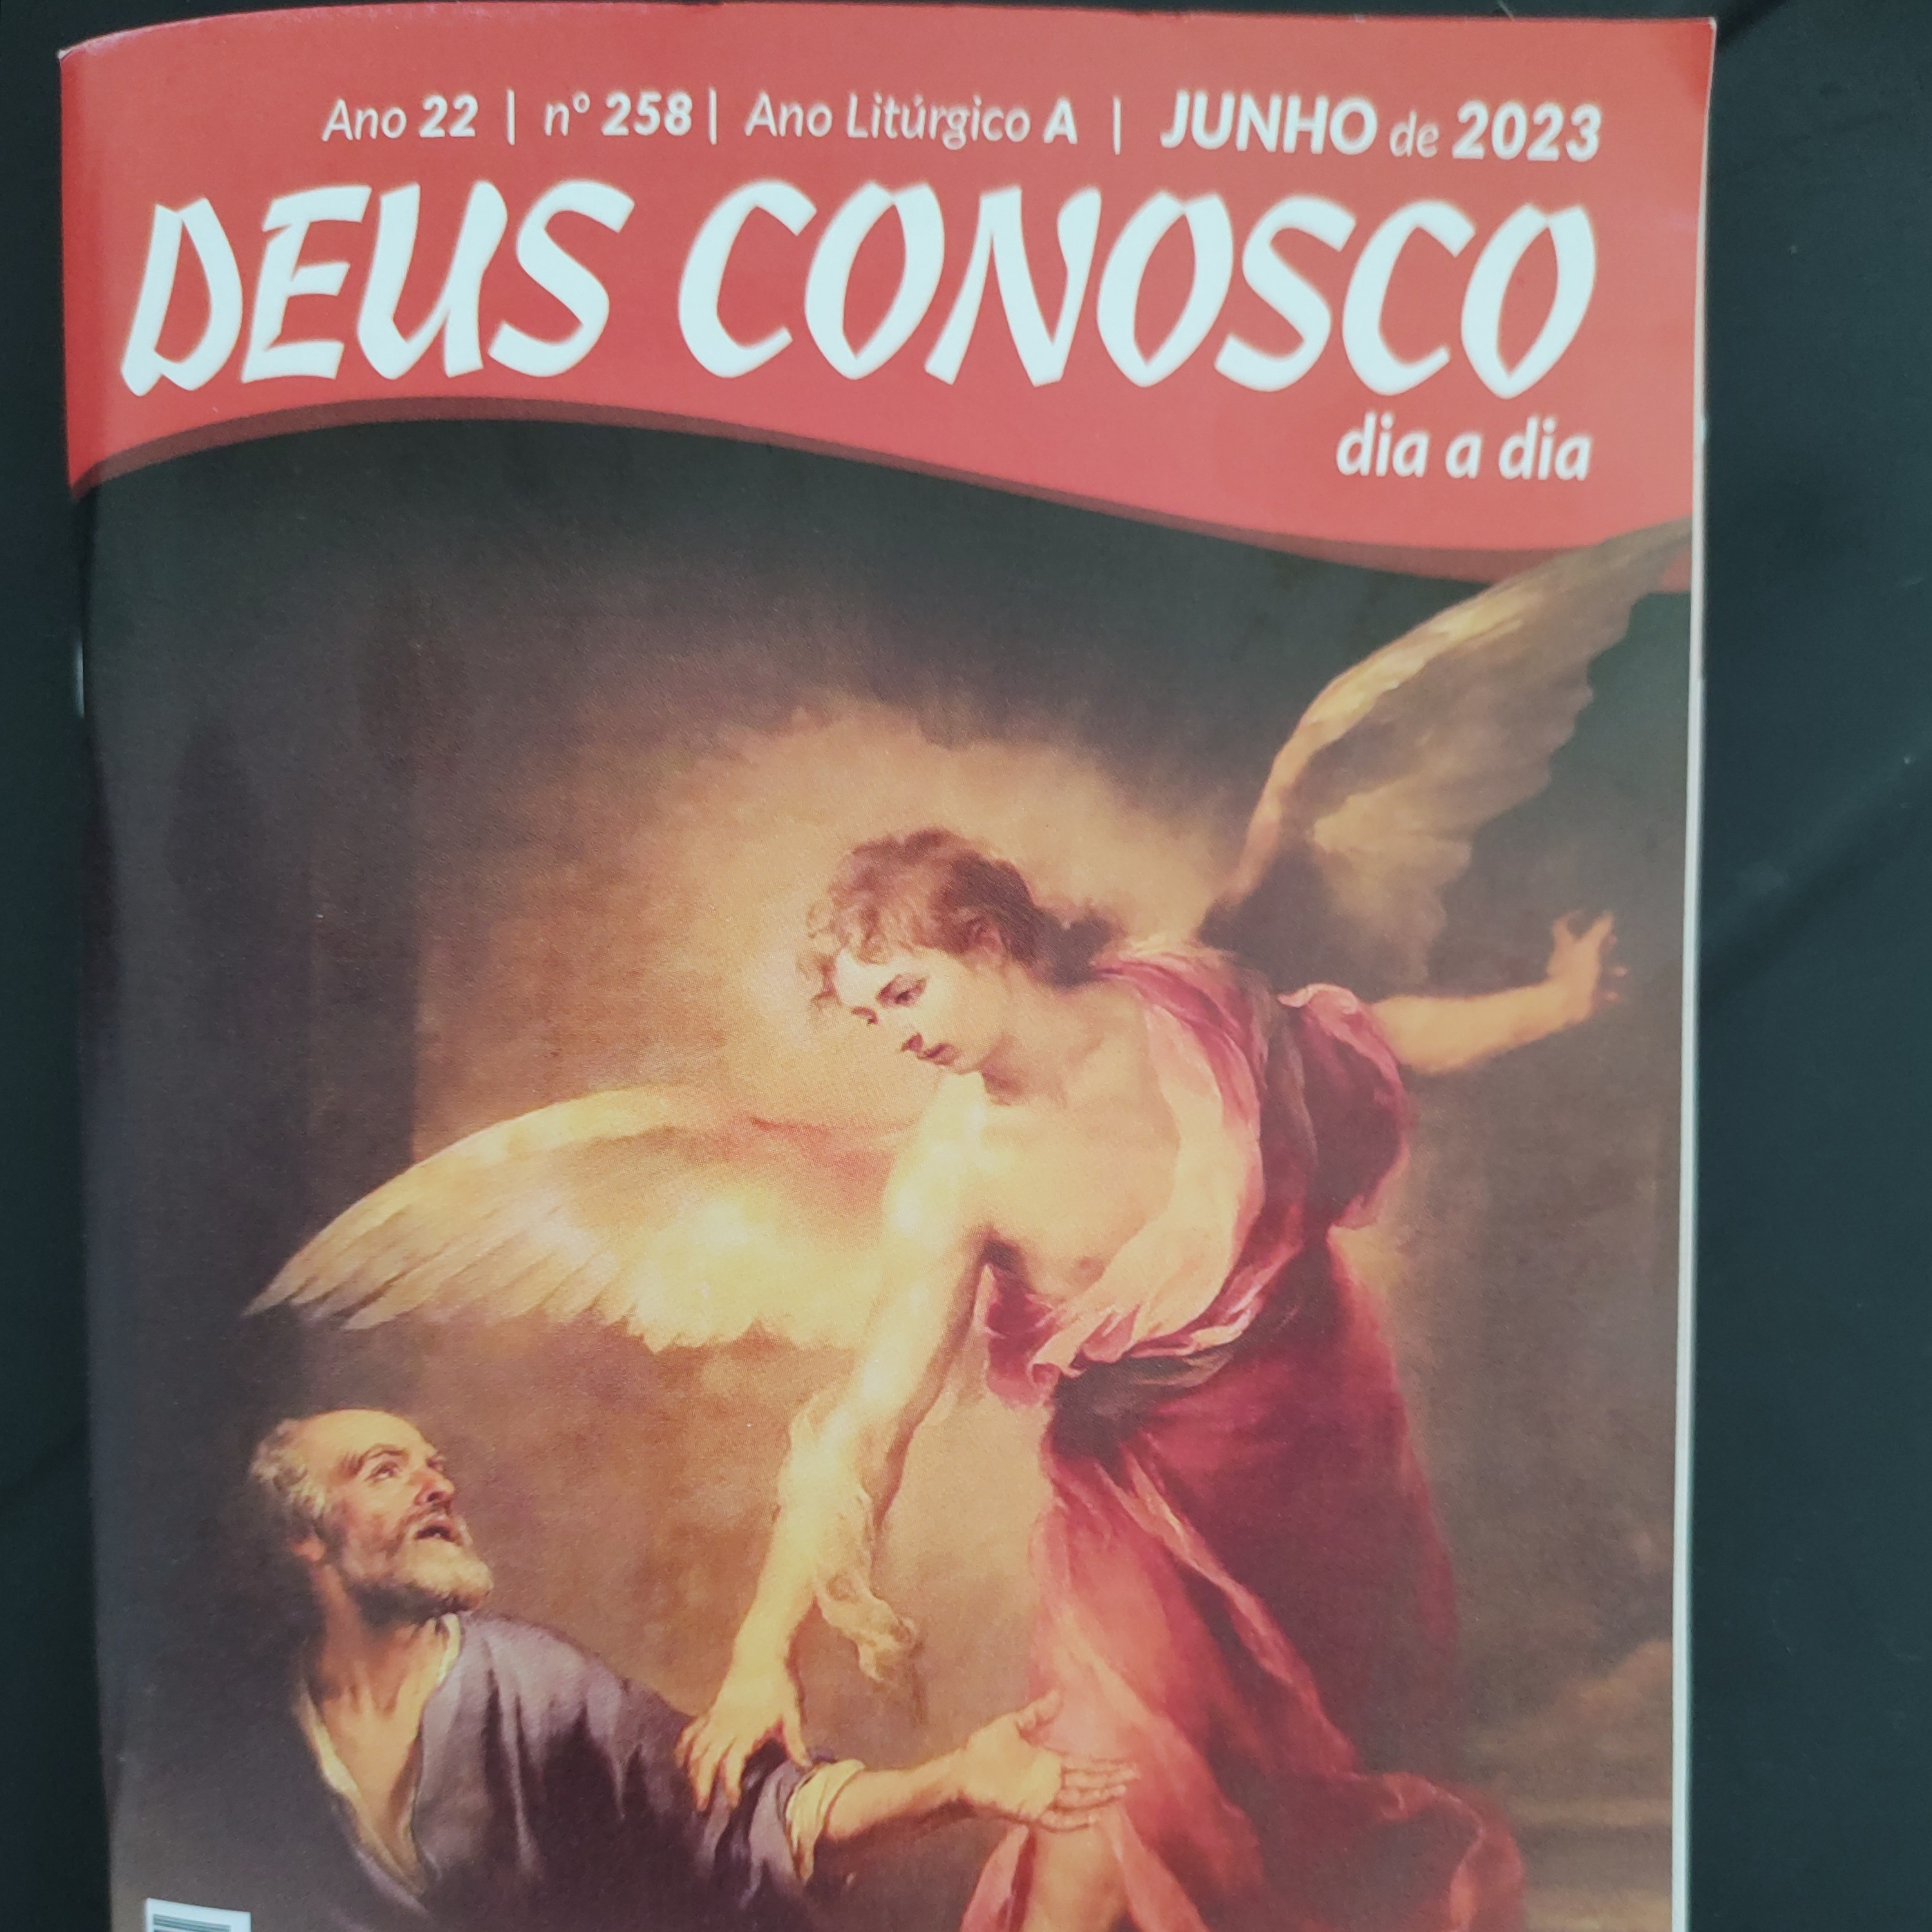 Ano 22 | nº 258 | Ano Litúrgico A | JUNHO de 2023
DEUS CONOSCO
dia a dia